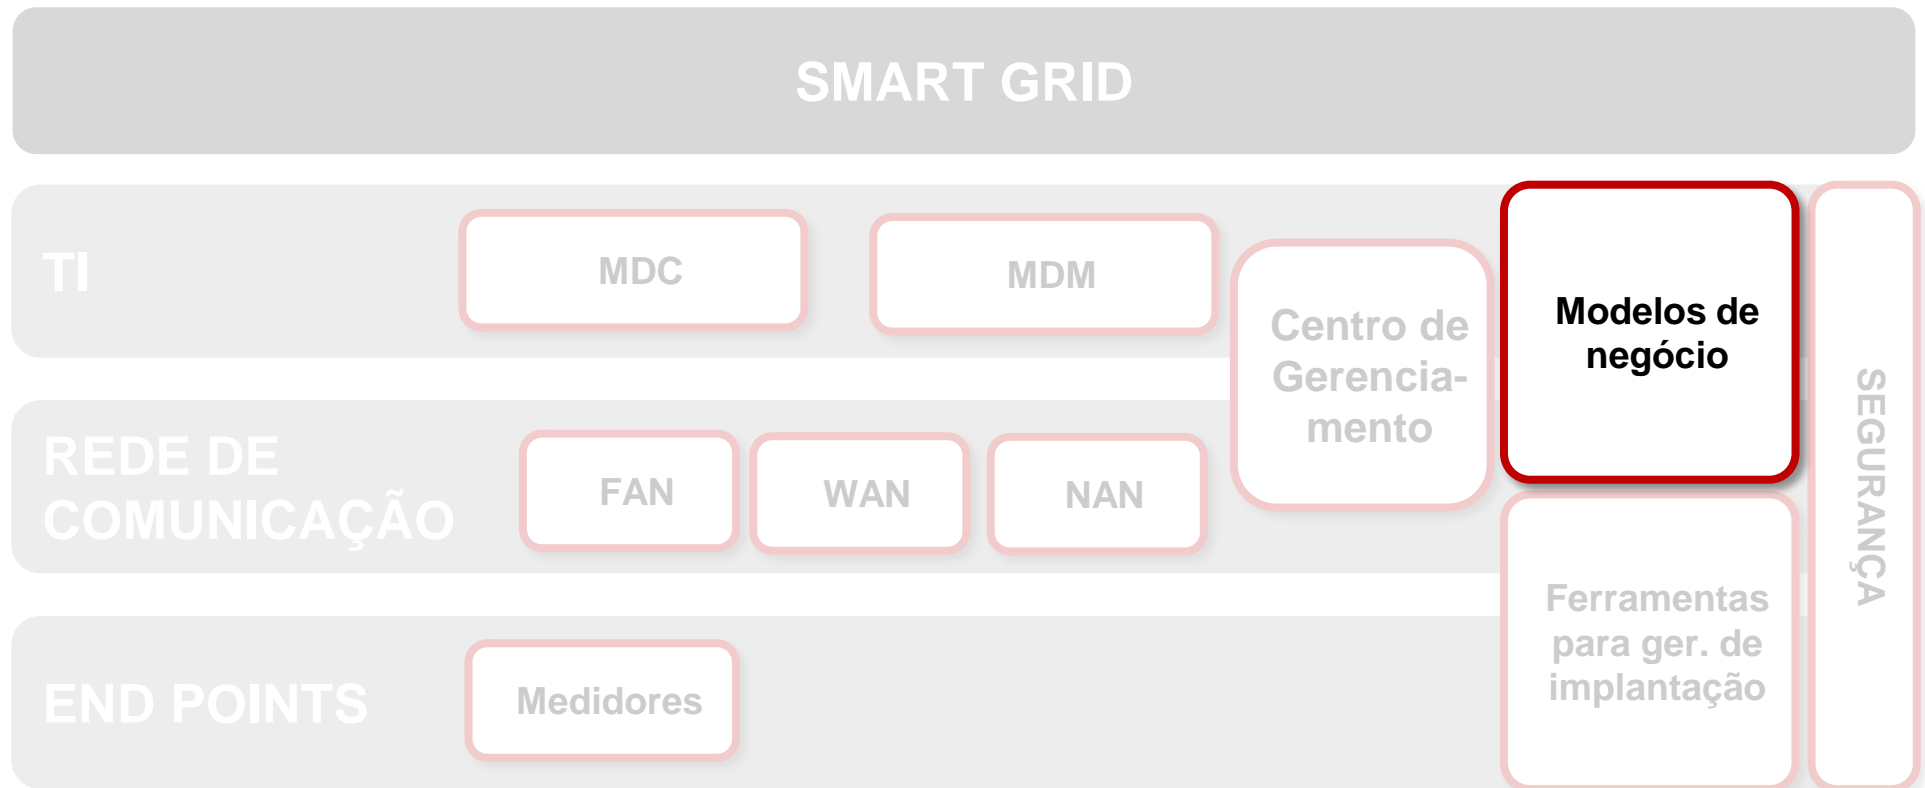 SMART GRID
TI
MDC
MDM
Centro de
Gerencia-
mento
Modelos de
negócio
SEGURANÇA
REDE DE
COMUNICAÇÃO
FAN
WAN
NAN
Ferramentas
para ger. de
implantação
END POINTS
Medidores